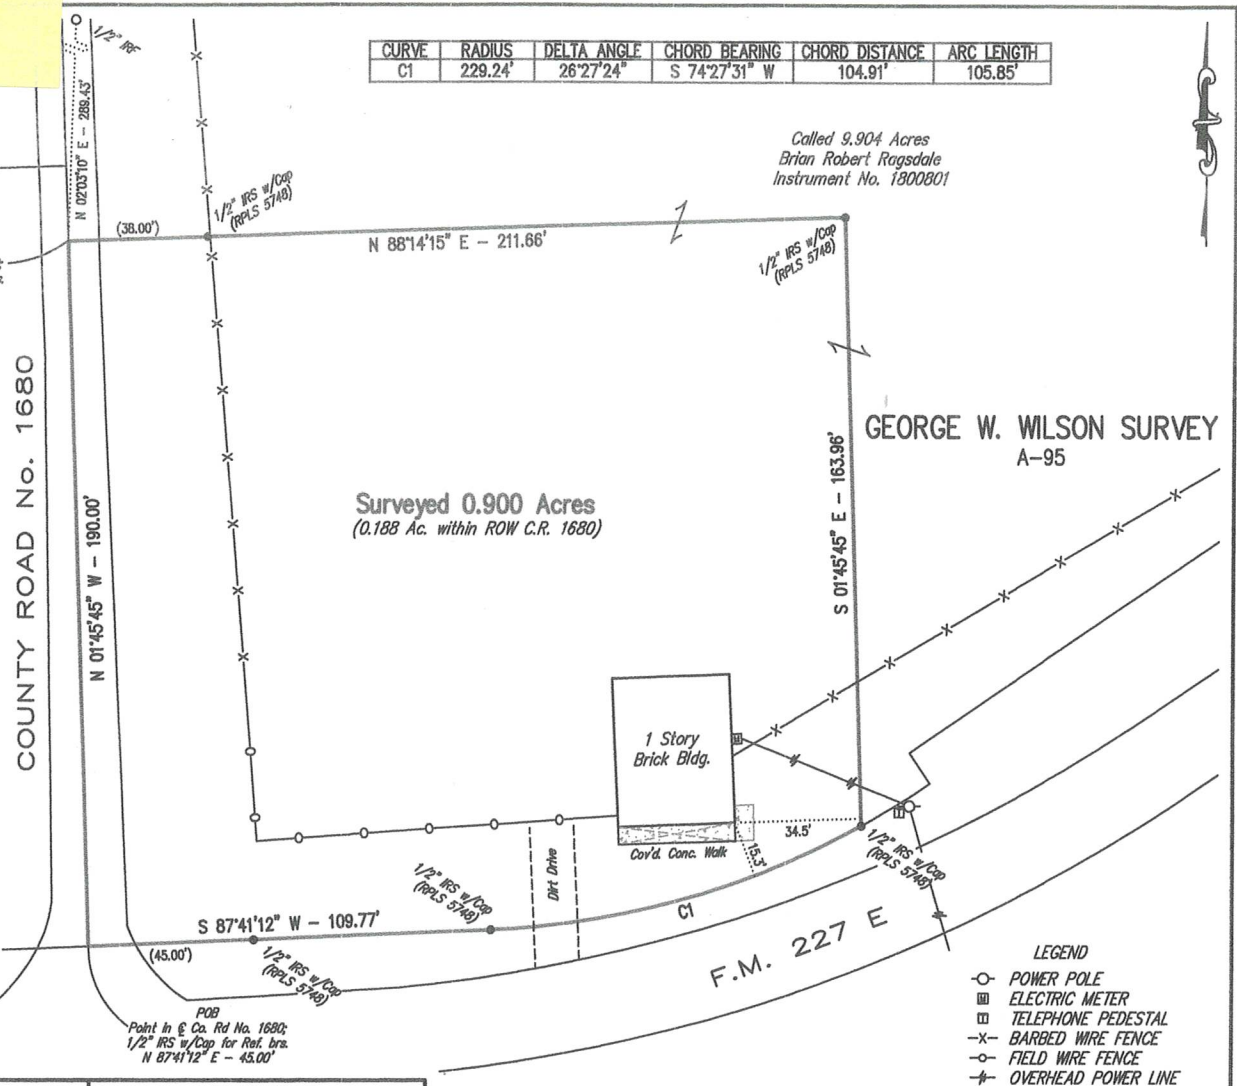 1/2" IRF
CURVE RADIUS DELTA ANGLE CHORD BEARING CHORD DISTANCE ARC LENGTH
C1 229.24' 26°27'24" S 74°27'31" W 104.91' 105.85'
N 02°03'10" E - 289.43'
Called 9.904 Acres
Brian Robert Ragsdale
Instrument No. 1800801
1/2" IRS w/Cap
(RPLS 5748)
(38.00')
N 88°14'15" E - 211.66'
1/2" IRS w/Cap
(RPLS 5748)
COUNTY ROAD No. 1680
N 01°45'45" W - 190.00'
GEORGE W. WILSON SURVEY
A-95
S 01°45'45" E - 163.96'
Surveyed 0.900 Acres
(0.188 Ac. within ROW C.R. 1680)
1 Story
Brick Bldg.
M
T
34.5'
15.3'
Cov'd. Conc. Walk
Dirt Drive
1/2" IRS w/Cap
(RPLS 5748)
1/2" IRS w/Cap
(RPLS 5748)
C1
S 87°41'12" W - 109.77'
(45.00')
1/2" IRS w/Cap
(RPLS 5748)
F.M. 227 E
POB
Point in ℄ Co. Rd No. 1680;
1/2" IRS w/Cap for Ref. brs.
N 87°41'12" E - 45.00'
LEGEND
POWER POLE
M ELECTRIC METER
T TELEPHONE PEDESTAL
-X- BARBED WIRE FENCE
FIELD WIRE FENCE
OVERHEAD POWER LINE